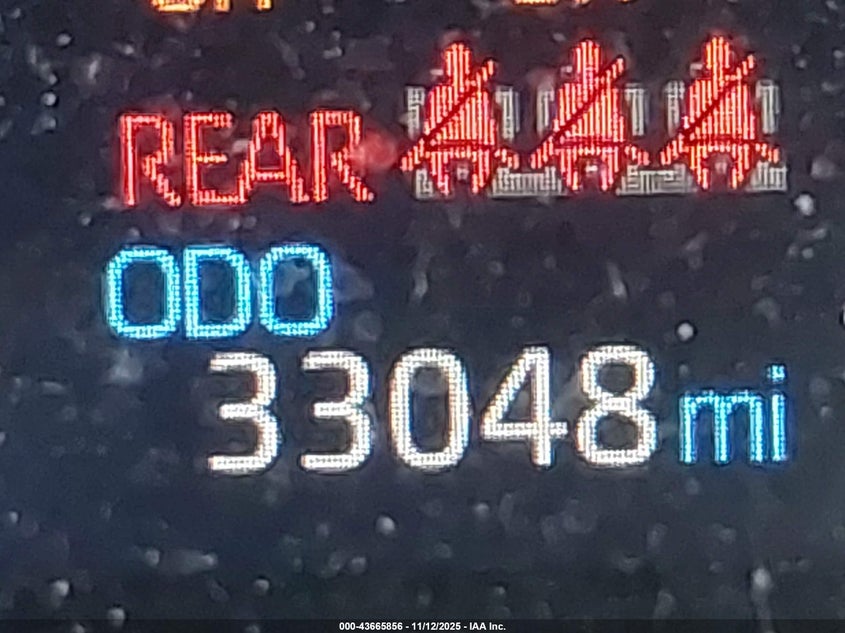 REAR
ODO
33048 mi
000-43665856 - 11/12/2025 - IAA Inc.